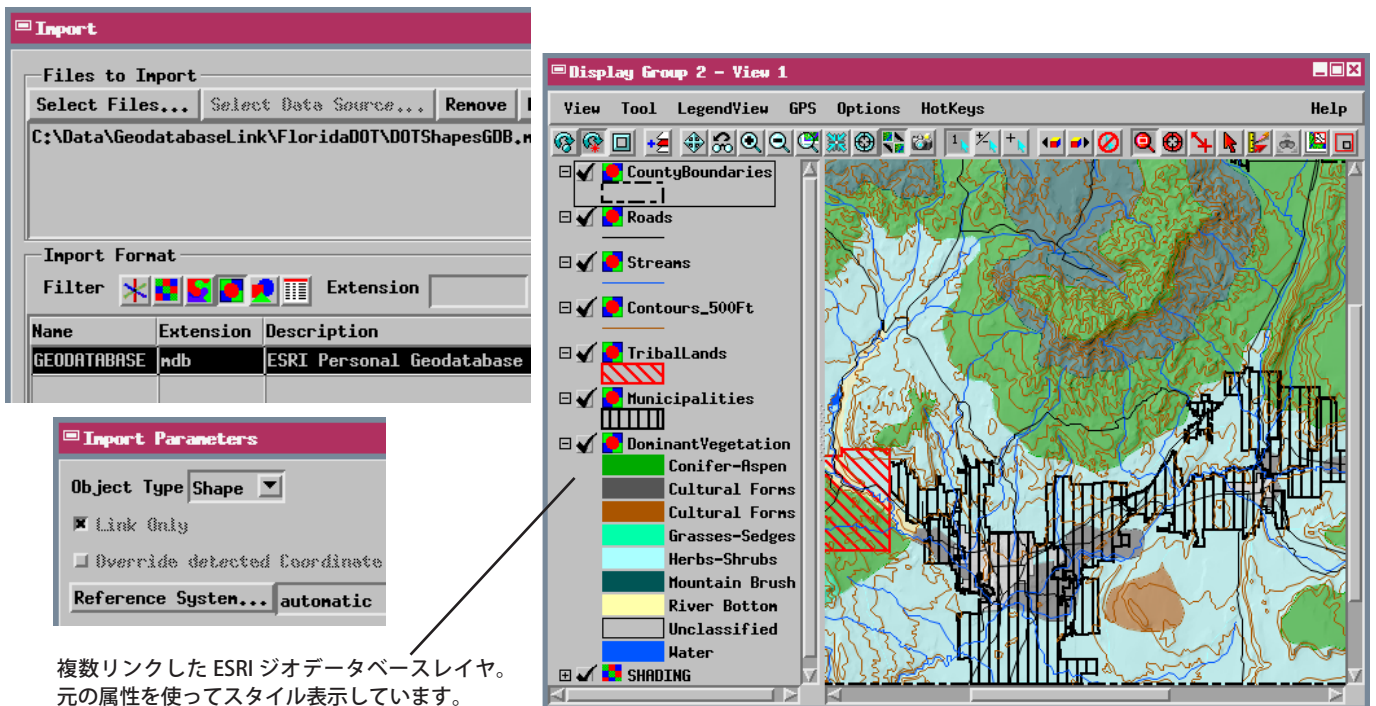 Import
Files to Import
Select Files... Select Data Source... Remove
C:\Data\GeodatabaseLink\FloridaDOT\DOTShapesGDB.m
Import Format
Filter Extension
Name Extension Description
GEODATABASE mdb ESRI Personal Geodatabase
Import Parameters
Object Type Shape
Link Only
Override detected Coordinate
Reference System... automatic
複数リンクした ESRI ジオデータベースレイヤ。
元の属性を使ってスタイル表示しています。
Display Group 2 - View 1
View Tool LegendView GPS Options HotKeys Help
CountyBoundaries
Roads
Streams
Contours_500Ft
TribalLands
Municipalities
DominantVegetation
Conifer-Aspen
Cultural Forms
Cultural Forms
Grasses-Sedges
Herbs-Shrubs
Mountain Brush
River Bottom
Unclassified
Water
SHADING